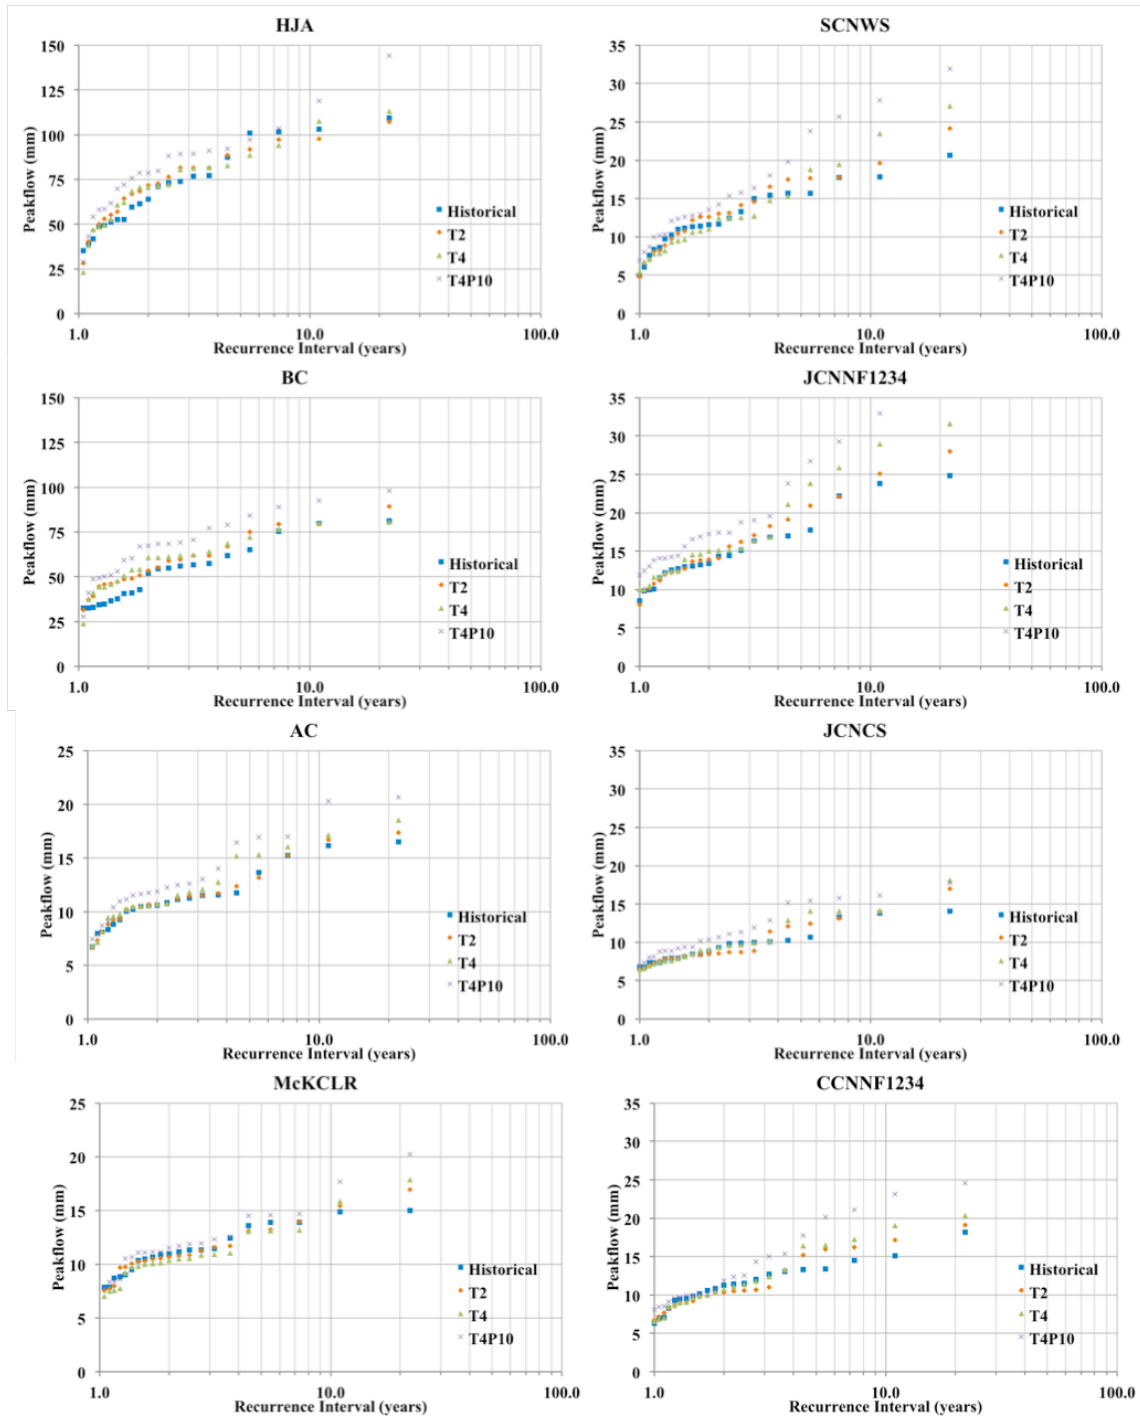 HJA
150
125
100
75
50
25
0
Peakflow (mm)
1.0 10.0 100.0
Recurrence Interval (years)
Historical
T2
T4
T4P10
SCNWS
35
30
25
20
15
10
5
0
Peakflow (mm)
1.0 10.0 100.0
Recurrence Interval (years)
Historical
T2
T4
T4P10
BC
150
125
100
75
50
25
0
Peakflow (mm)
1.0 10.0 100.0
Recurrence Interval (years)
Historical
T2
T4
T4P10
JCNNF1234
35
30
25
20
15
10
5
0
Peakflow (mm)
1.0 10.0 100.0
Recurrence Interval (years)
Historical
T2
T4
T4P10
AC
25
20
15
10
5
0
Peakflow (mm)
1.0 10.0 100.0
Recurrence Interval (years)
Historical
T2
T4
T4P10
JCNCS
35
30
25
20
15
10
5
0
Peakflow (mm)
1.0 10.0 100.0
Recurrence Interval (years)
Historical
T2
T4
T4P10
McKCLR
25
20
15
10
5
0
Peakflow (mm)
1.0 10.0 100.0
Recurrence Interval (years)
Historical
T2
T4
T4P10
CCNNF1234
35
30
25
20
15
10
5
0
Peakflow (mm)
1.0 10.0 100.0
Recurrence Interval (years)
Historical
T2
T4
T4P10